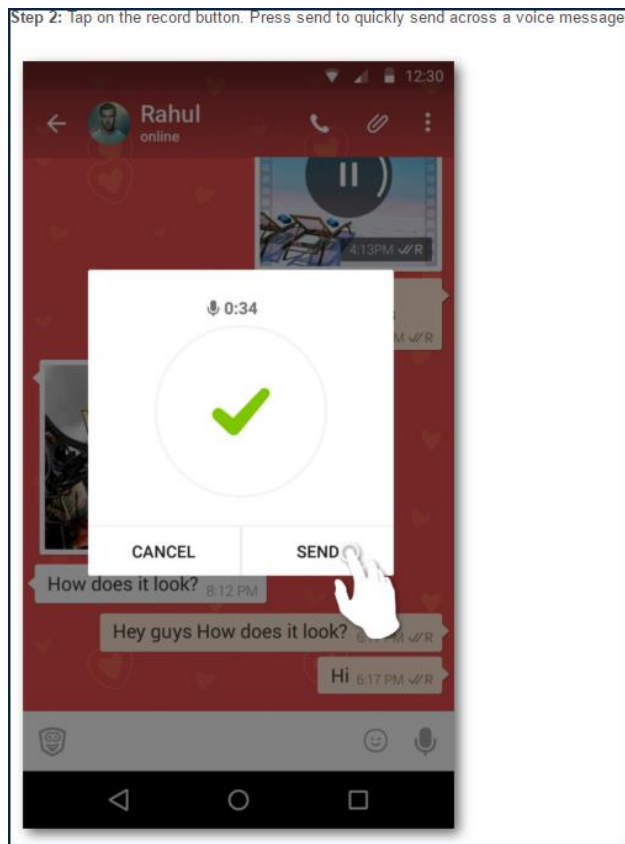 Step 2: Tap on the record button. Press send to quickly send across a voice message
12:30
Rahul
online
4:13PM ✓✓R
0:34
M ✓✓R
CANCEL SEND
How does it look? 8:12 PM
Hey guys How does it look? PM ✓✓R
Hi 6:17 PM ✓✓R